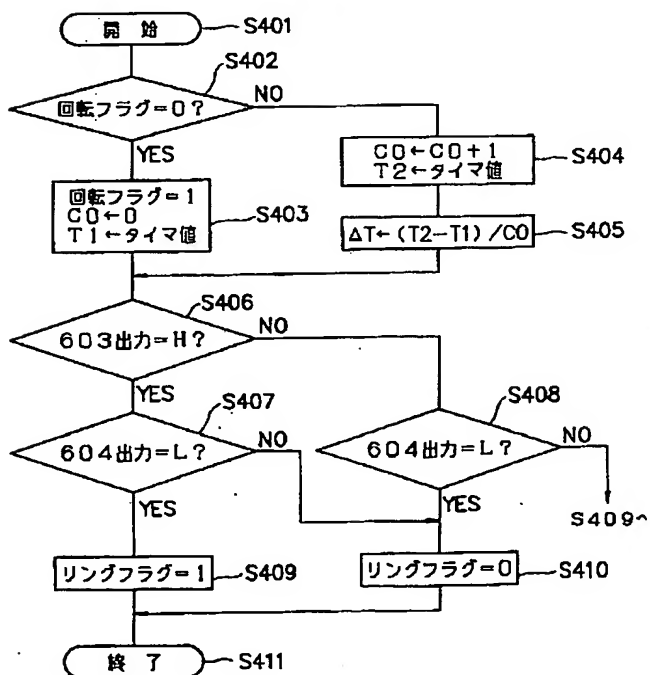 開 始
S401
S402
回転フラグ=0?
NO
YES
回転フラグ=1
C0←0
T1←タイマ値
S403
C0←C0+1
T2←タイマ値
S404
ΔT←(T2−T1)/C0
S405
S406
603出力=H?
NO
YES
S407
604出力=L?
NO
YES
S408
604出力=L?
NO
YES
S409へ
リングフラグ=1
S409
リングフラグ=0
S410
終 了
S411